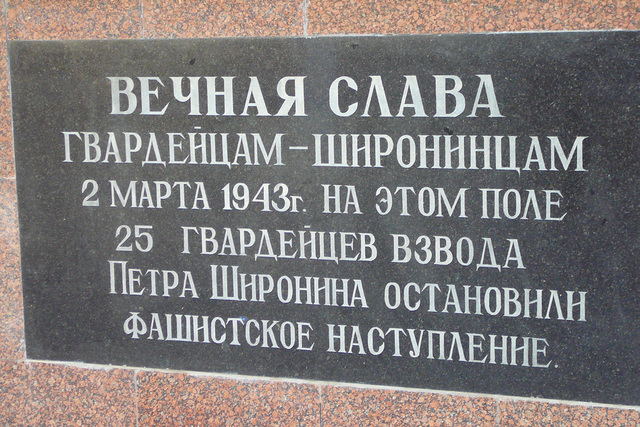 ВЕЧНАЯ СЛАВА
ГВАРДЕЙЦАМ – ШИРОНИНЦАМ
2 МАРТА 1943г. НА ЭТОМ ПОЛЕ
25 ГВАРДЕЙЦЕВ ВЗВОДА
ПЕТРА ШИРОНИНА ОСТАНОВИЛИ
ФАШИСТСКОЕ НАСТУПЛЕНИЕ.